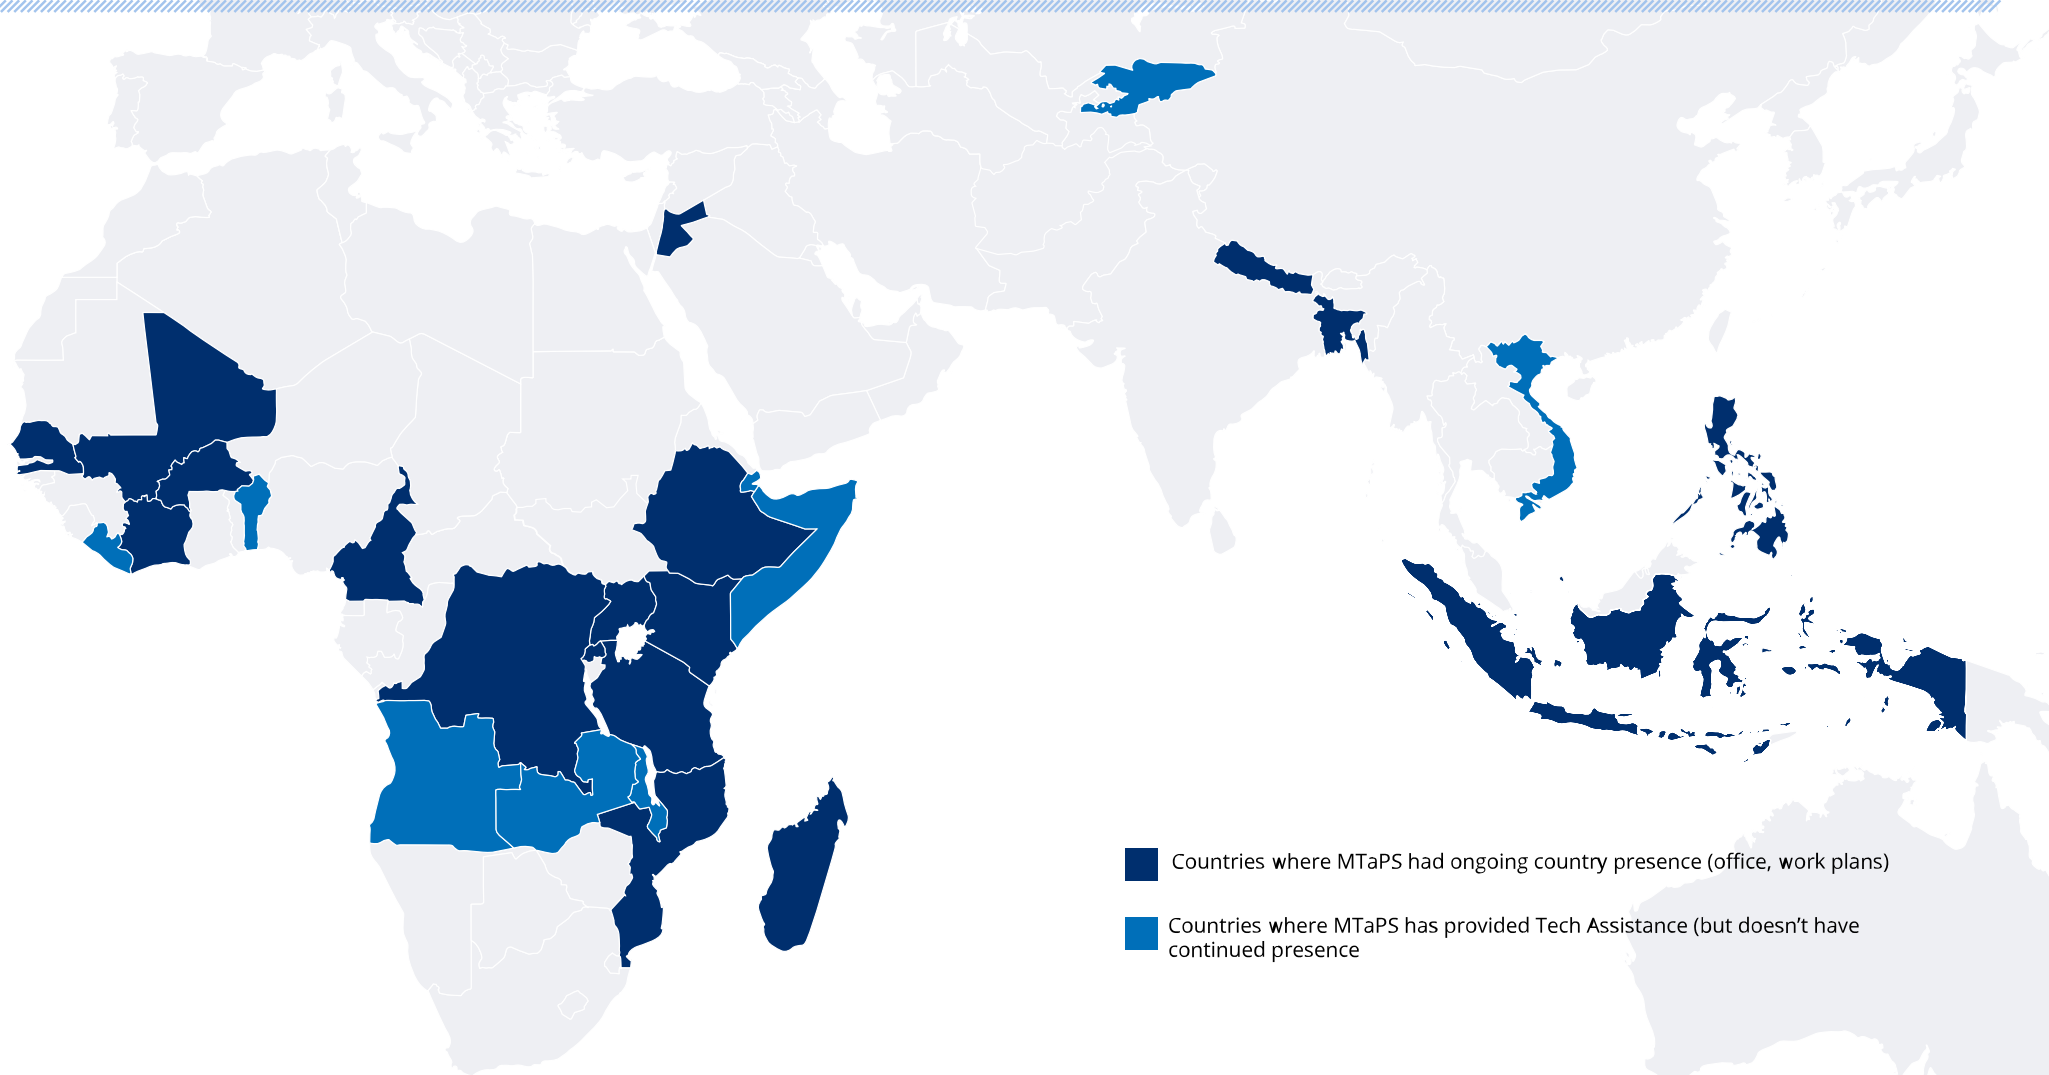 Countries where MTaPS had ongoing country presence (office, work plans)
Countries where MTaPS has provided Tech Assistance (but doesn’t have
continued presence